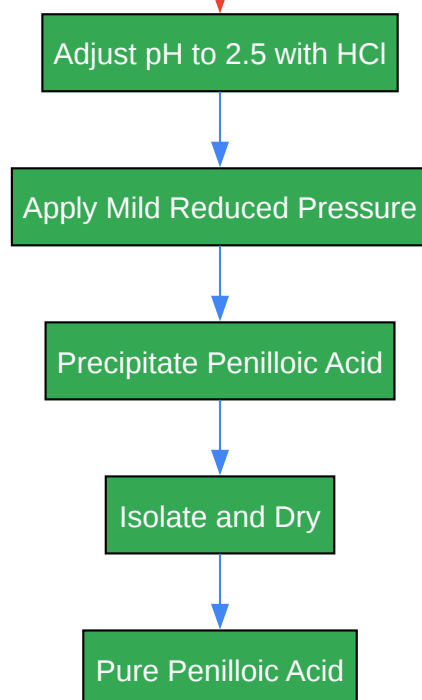 Adjust pH to 2.5 with HCl
Apply Mild Reduced Pressure
Precipitate Penilloic Acid
Isolate and Dry
Pure Penilloic Acid